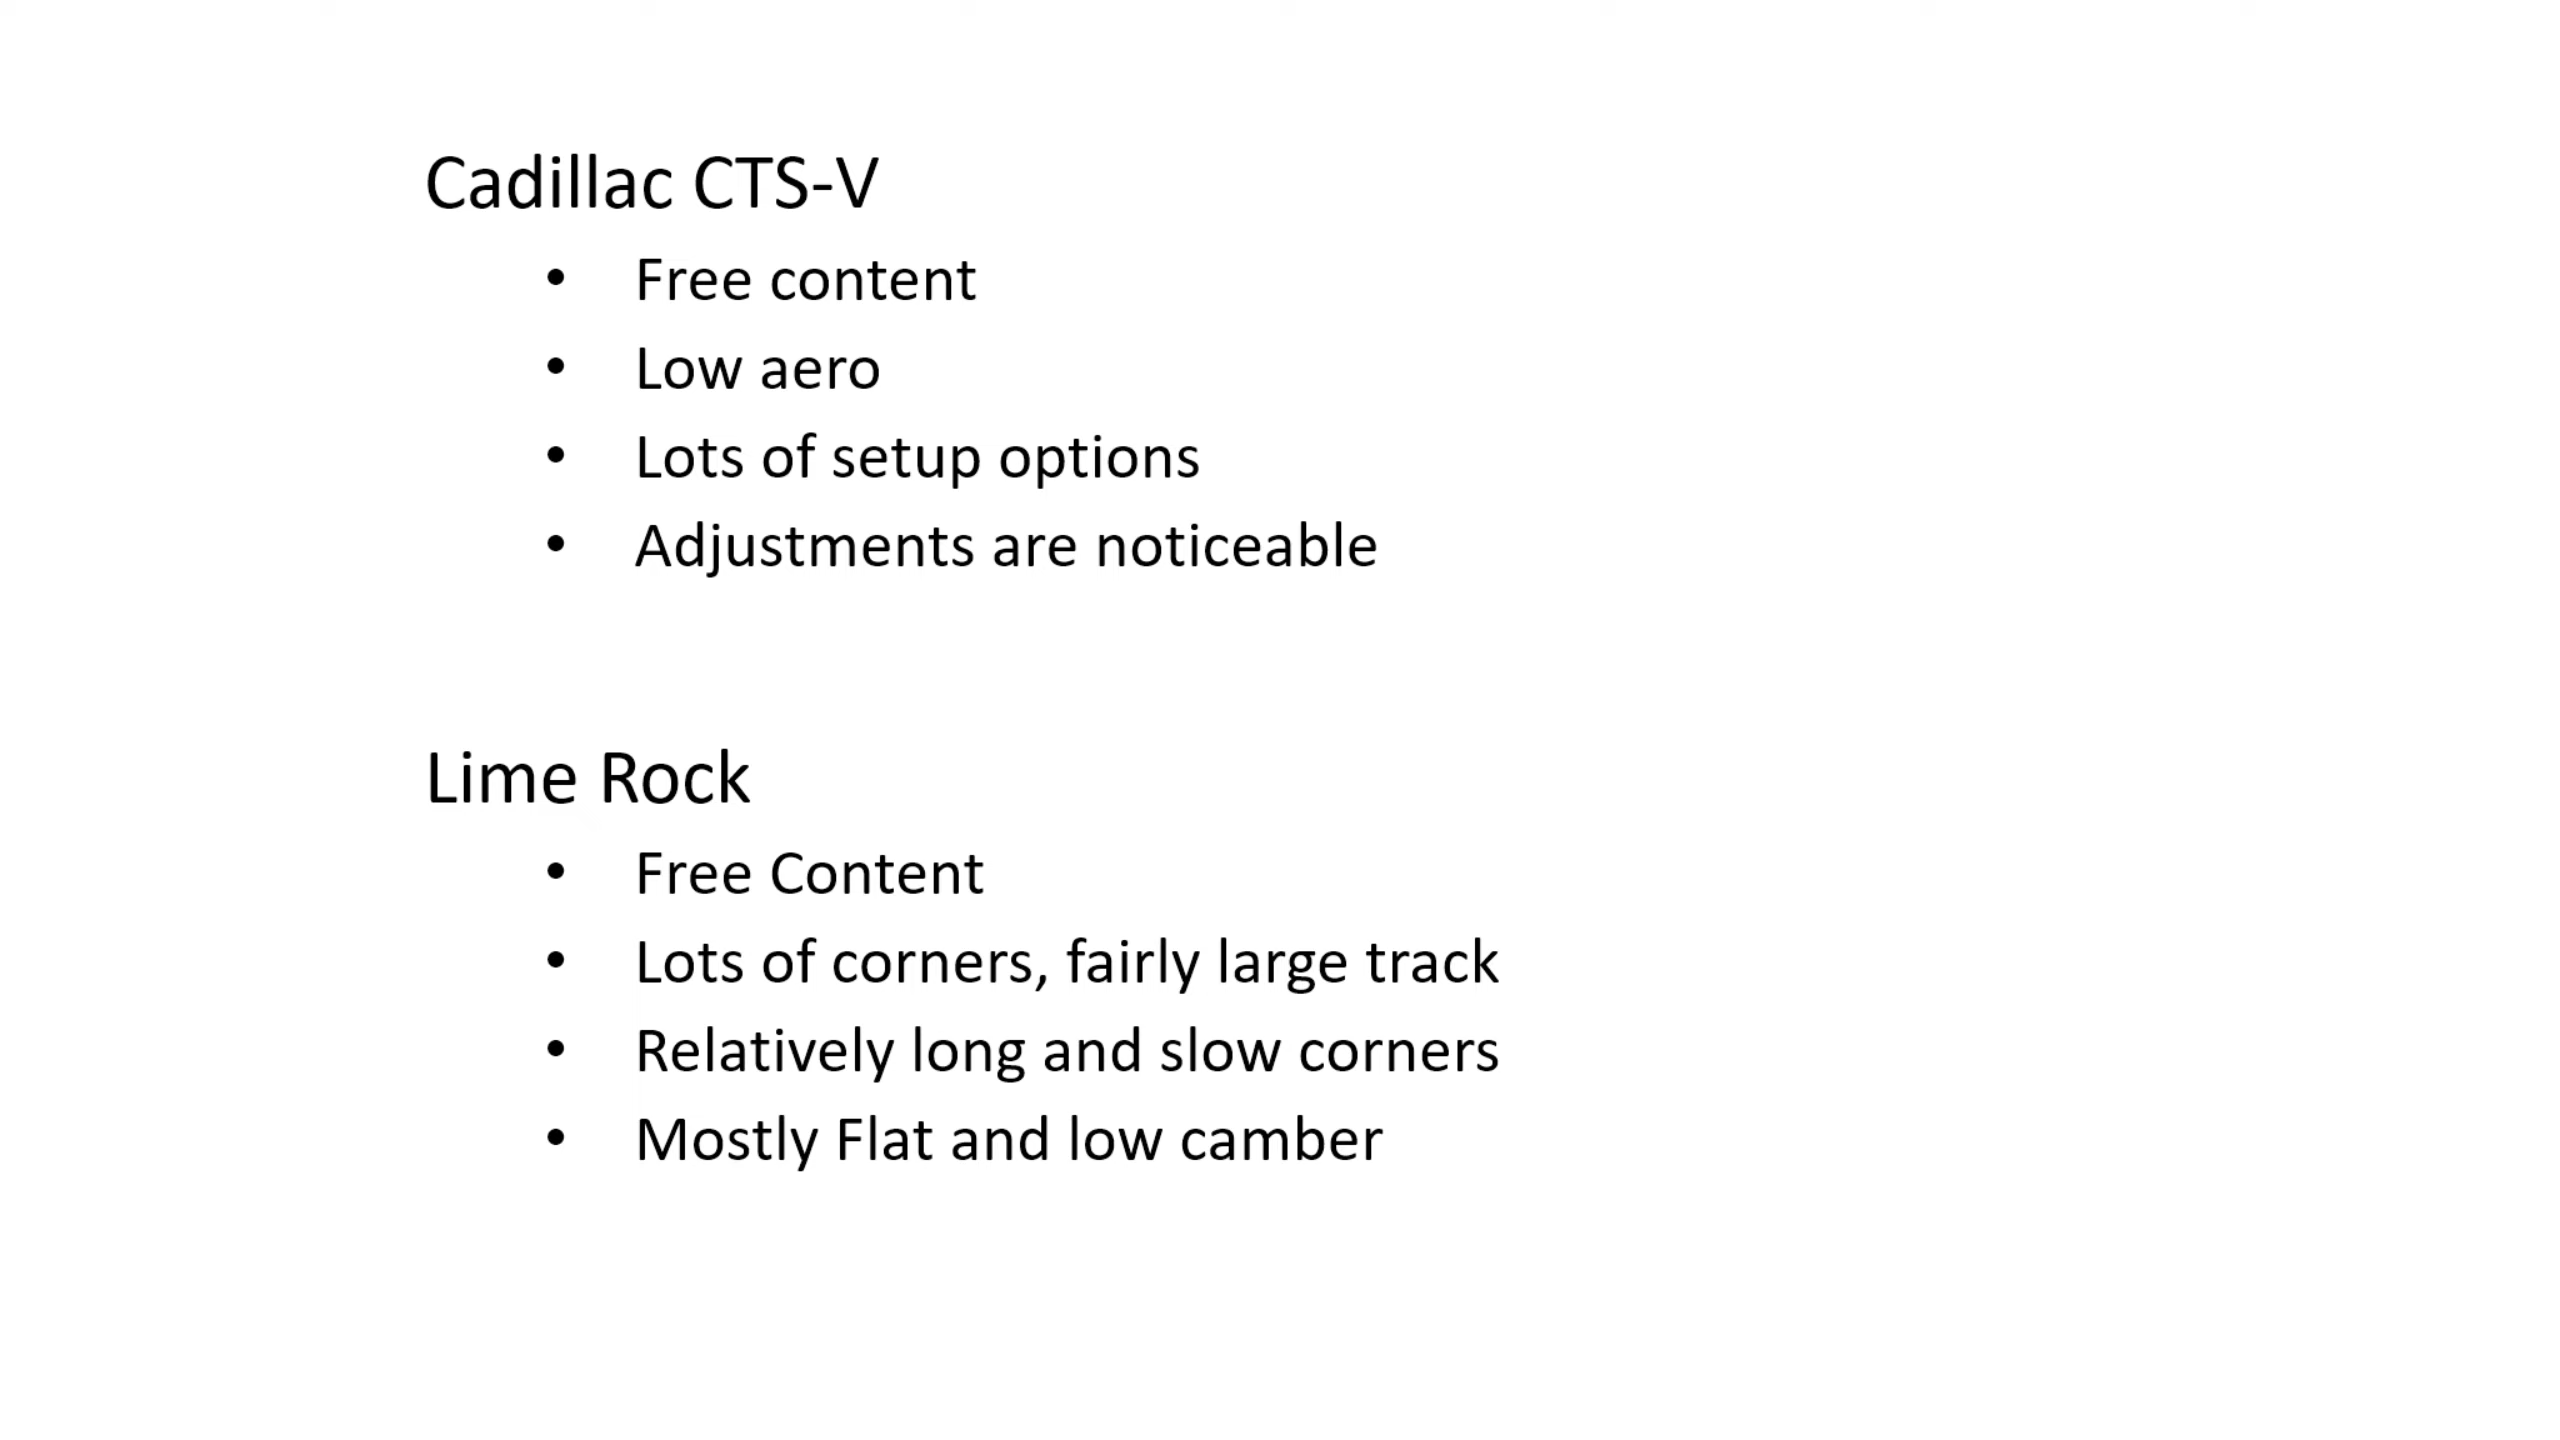 Cadillac CTS-V
• Free content
• Low aero
• Lots of setup options
• Adjustments are noticeable
Lime Rock
• Free Content
• Lots of corners, fairly large track
• Relatively long and slow corners
• Mostly Flat and low camber